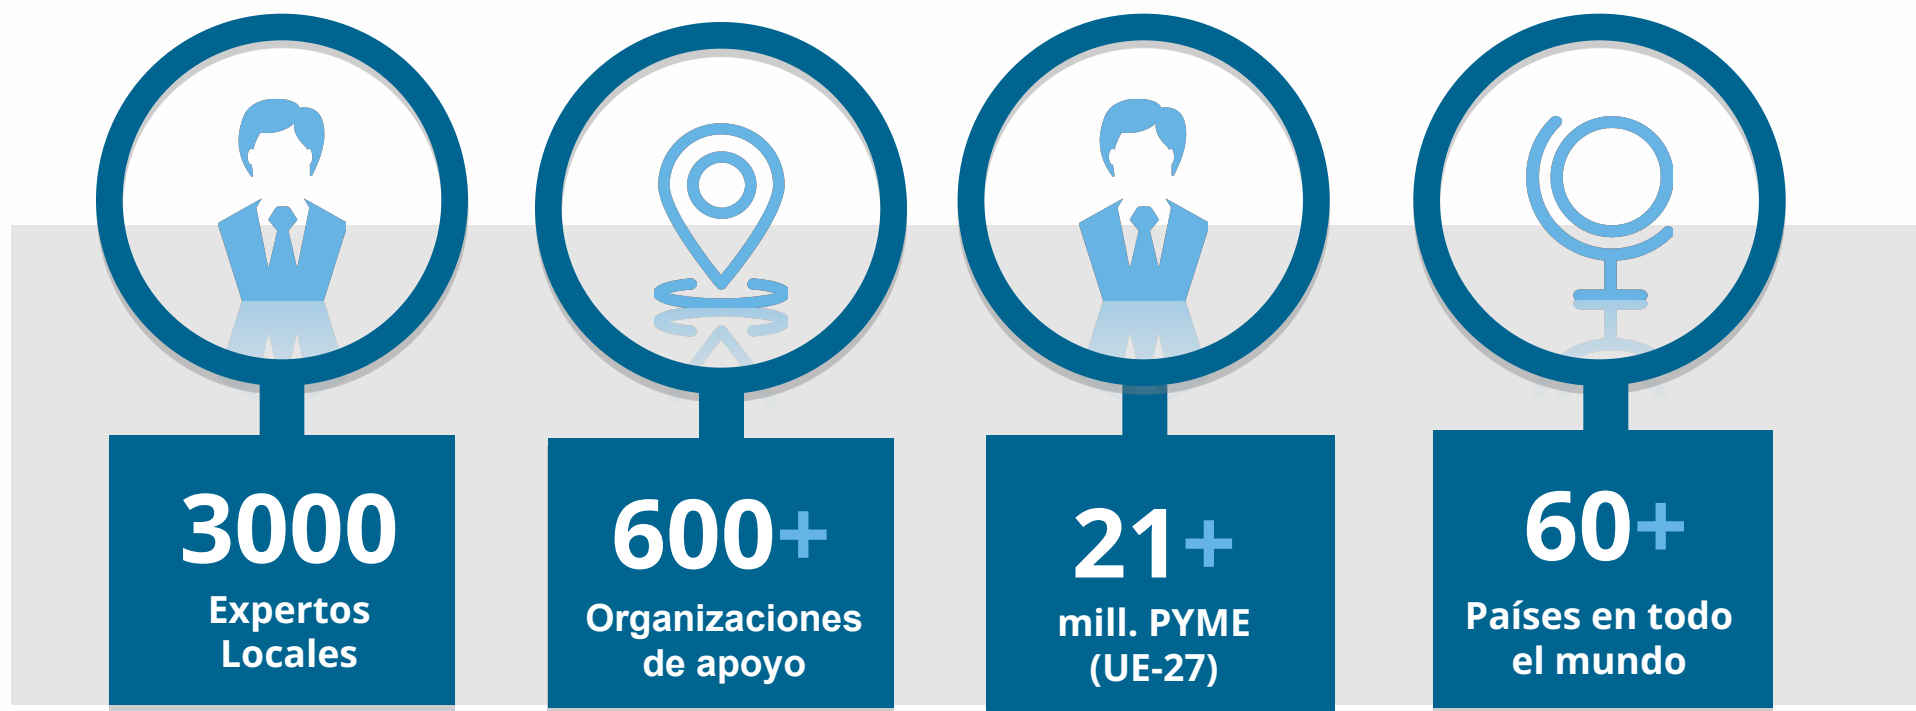 3000
Expertos
Locales
600+
Organizaciones
de apoyo
21+
mill. PYME
(UE-27)
60+
Países en todo
el mundo